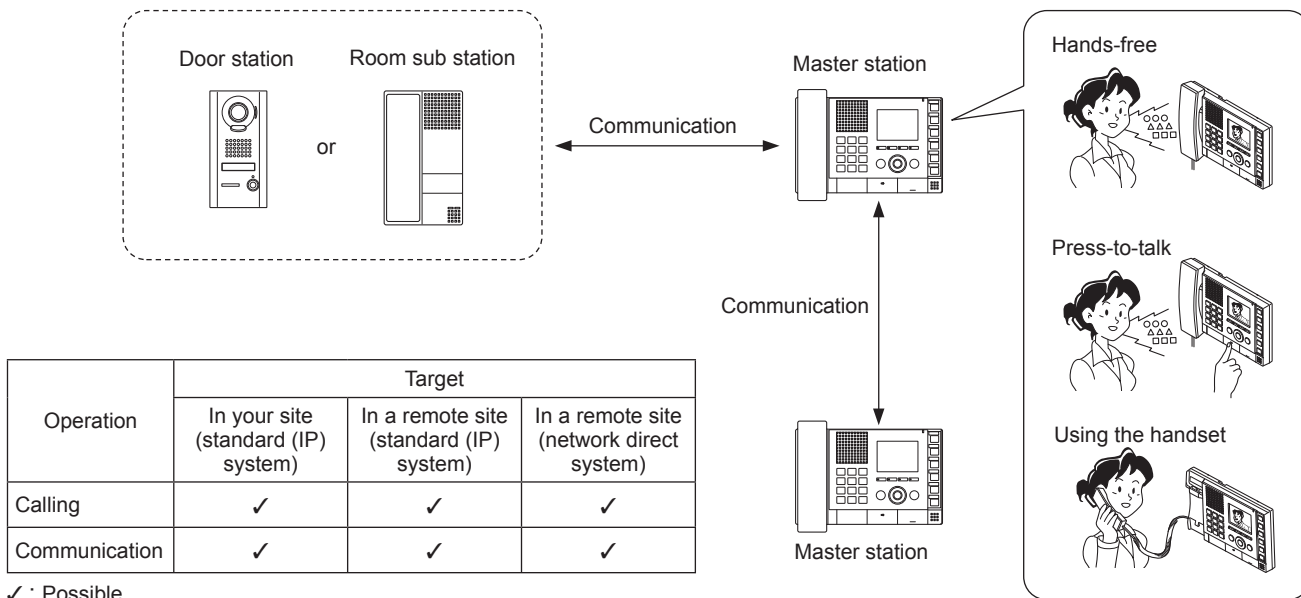 Door station
Room sub station
or
Communication
Master station
Hands-free
Press-to-talk
Using the handset
Communication
Master station
Operation
Target
In your site
(standard (IP)
system)
In a remote site
(standard (IP)
system)
In a remote site
(network direct
system)
Calling ✓ ✓ ✓
Communication ✓ ✓ ✓
✓ : Possible